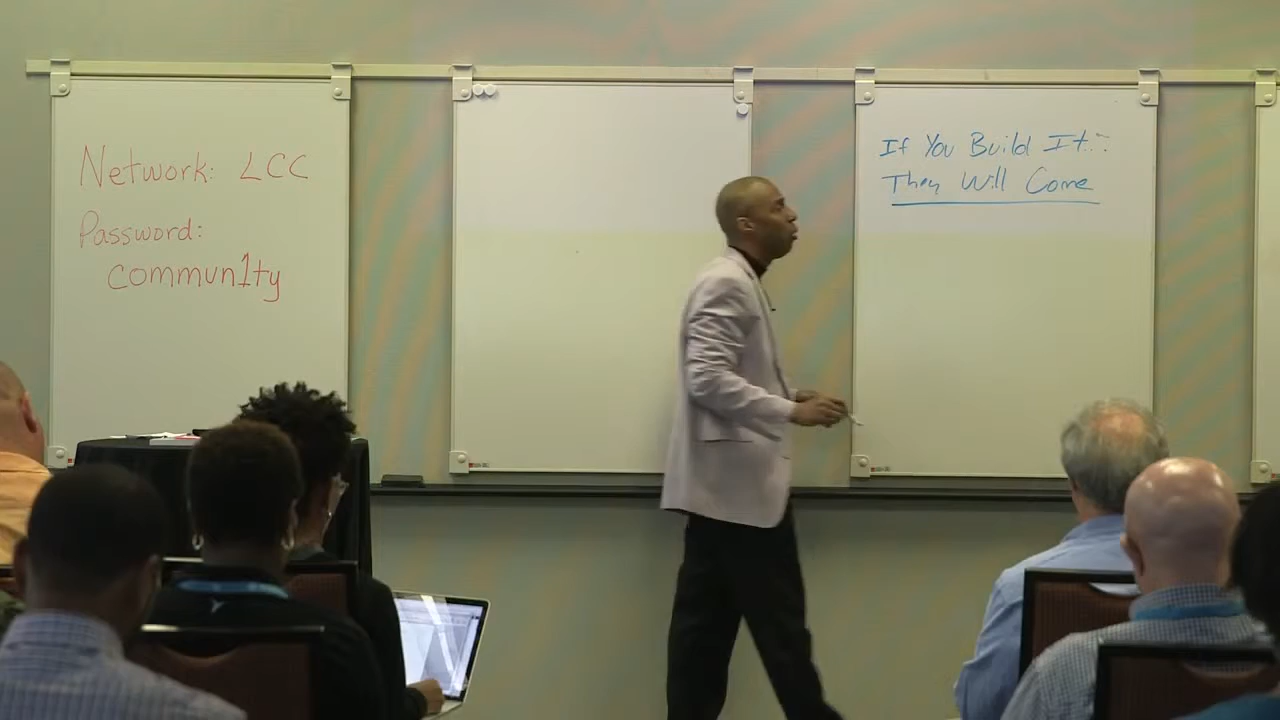 Network: LCC
Password:
commun1ty
If You Build It...
They Will Come